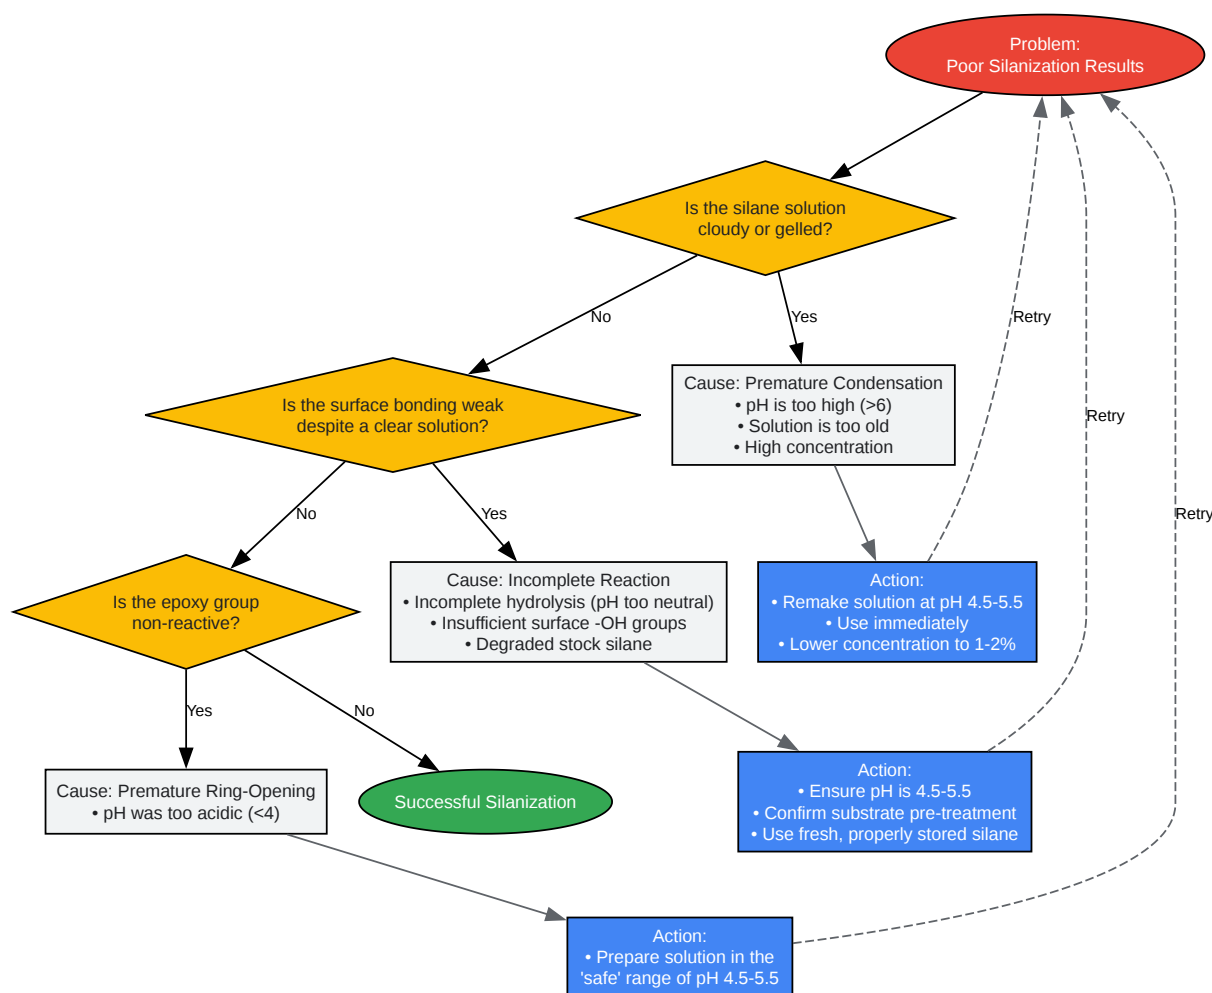 Problem:
Poor Silanization Results
Is the silane solution
cloudy or gelled?
No
Yes
Retry
Is the surface bonding weak
despite a clear solution?
Cause: Premature Condensation
• pH is too high (>6)
• Solution is too old
• High concentration
Retry
No
Yes
Retry
Is the epoxy group
non-reactive?
Cause: Incomplete Reaction
• Incomplete hydrolysis (pH too neutral)
• Insufficient surface -OH groups
• Degraded stock silane
Action:
• Remake solution at pH 4.5-5.5
• Use immediately
• Lower concentration to 1-2%
Yes
No
Cause: Premature Ring-Opening
• pH was too acidic (<4)
Successful Silanization
Action:
• Ensure pH is 4.5-5.5
• Confirm substrate pre-treatment
• Use fresh, properly stored silane
Action:
• Prepare solution in the
'safe' range of pH 4.5-5.5